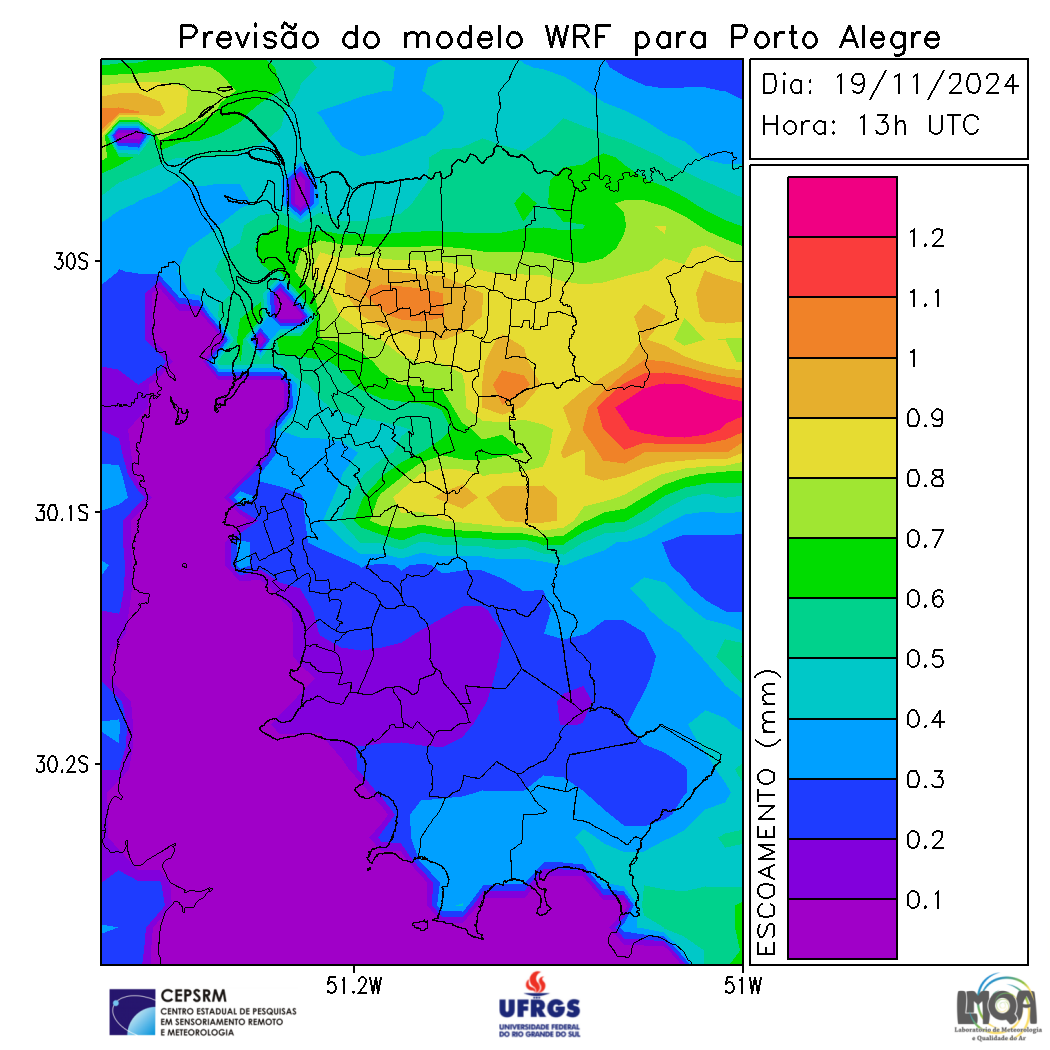 Previsão do modelo WRF para Porto Alegre
Dia: 19/11/2024
Hora: 13h UTC
30S
30.1S
30.2S
51.2W
51W
ESCOAMENTO (mm)
1.2
1.1
1
0.9
0.8
0.7
0.6
0.5
0.4
0.3
0.2
0.1
CEPSRM
CENTRO ESTADUAL DE PESQUISAS
EM SENSORIAMENTO REMOTO
E METEOROLOGIA
UFRGS
UNIVERSIDADE FEDERAL
DO RIO GRANDE DO SUL
LMQA
Laboratório de Meteorologia
e Qualidade do Ar